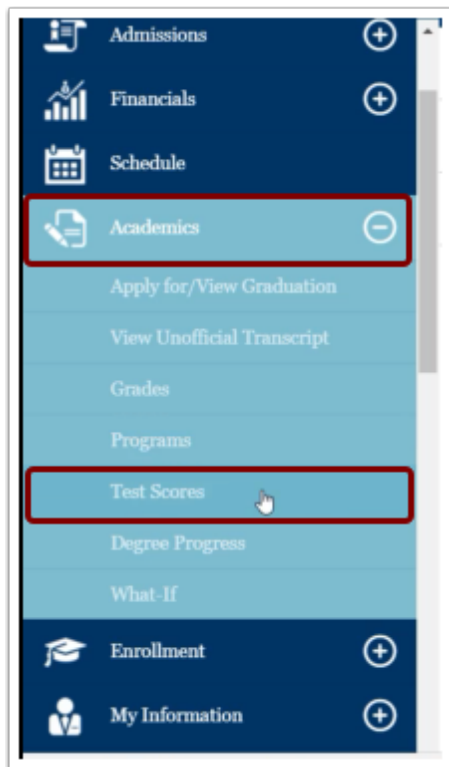 Admissions
Financials
Schedule
Academics
Apply for/View Graduation
View Unofficial Transcript
Grades
Programs
Test Scores
Degree Progress
What-If
Enrollment
My Information